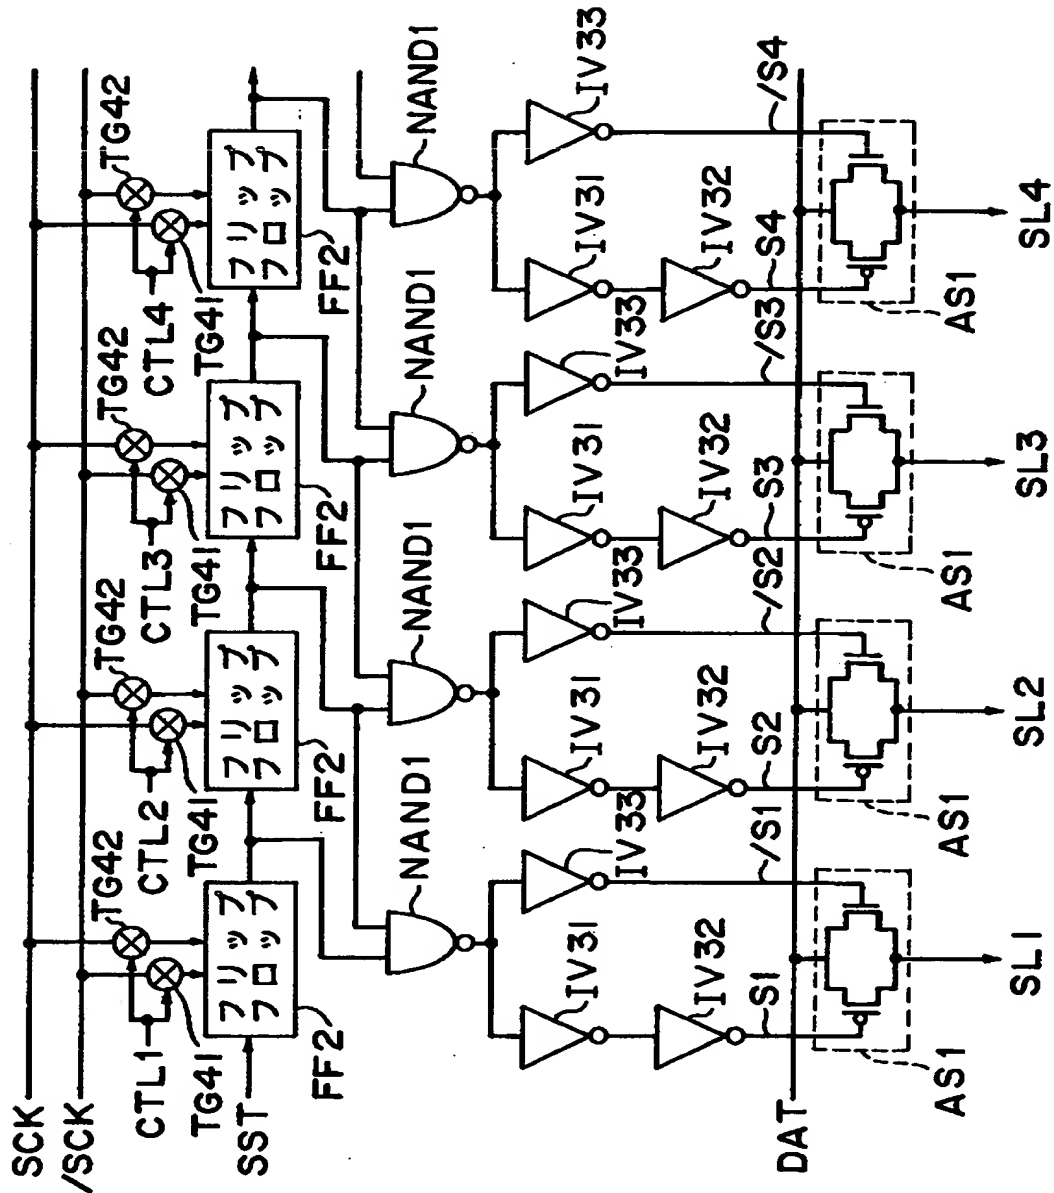 SCK
/SCK
CTL1
TG42
CTL2
TG42
CTL3
TG42
CTL4
TG42
TG41
TG41
TG41
TG41
SST
フリップ
フロップ
フリップ
フロップ
フリップ
フロップ
フリップ
フロップ
FF2
FF2
FF2
FF2
NAND1
NAND1
NAND1
NAND1
IV31
IV33
IV31
IV33
IV31
IV33
IV31
IV33
IV32
IV32
IV32
IV32
S1
/S1
S2
/S2
S3
/S3
S4
/S4
DAT
AS1
AS1
AS1
AS1
SL1
SL2
SL3
SL4